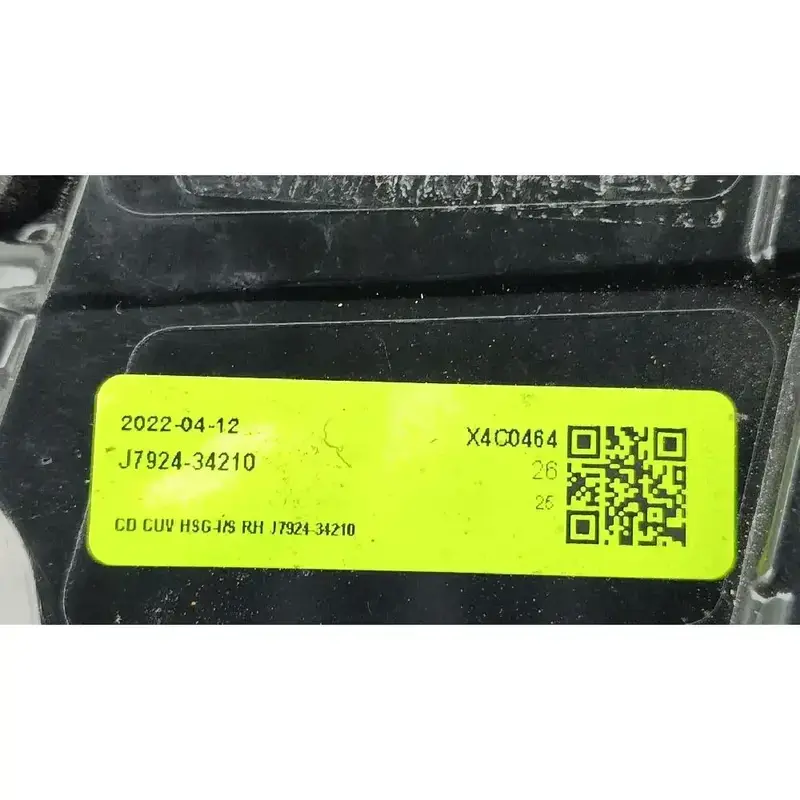 2022-04-12
J7924-34210
CD CUV HSG-I/S RH J7924-34210
X4C0464
26
25